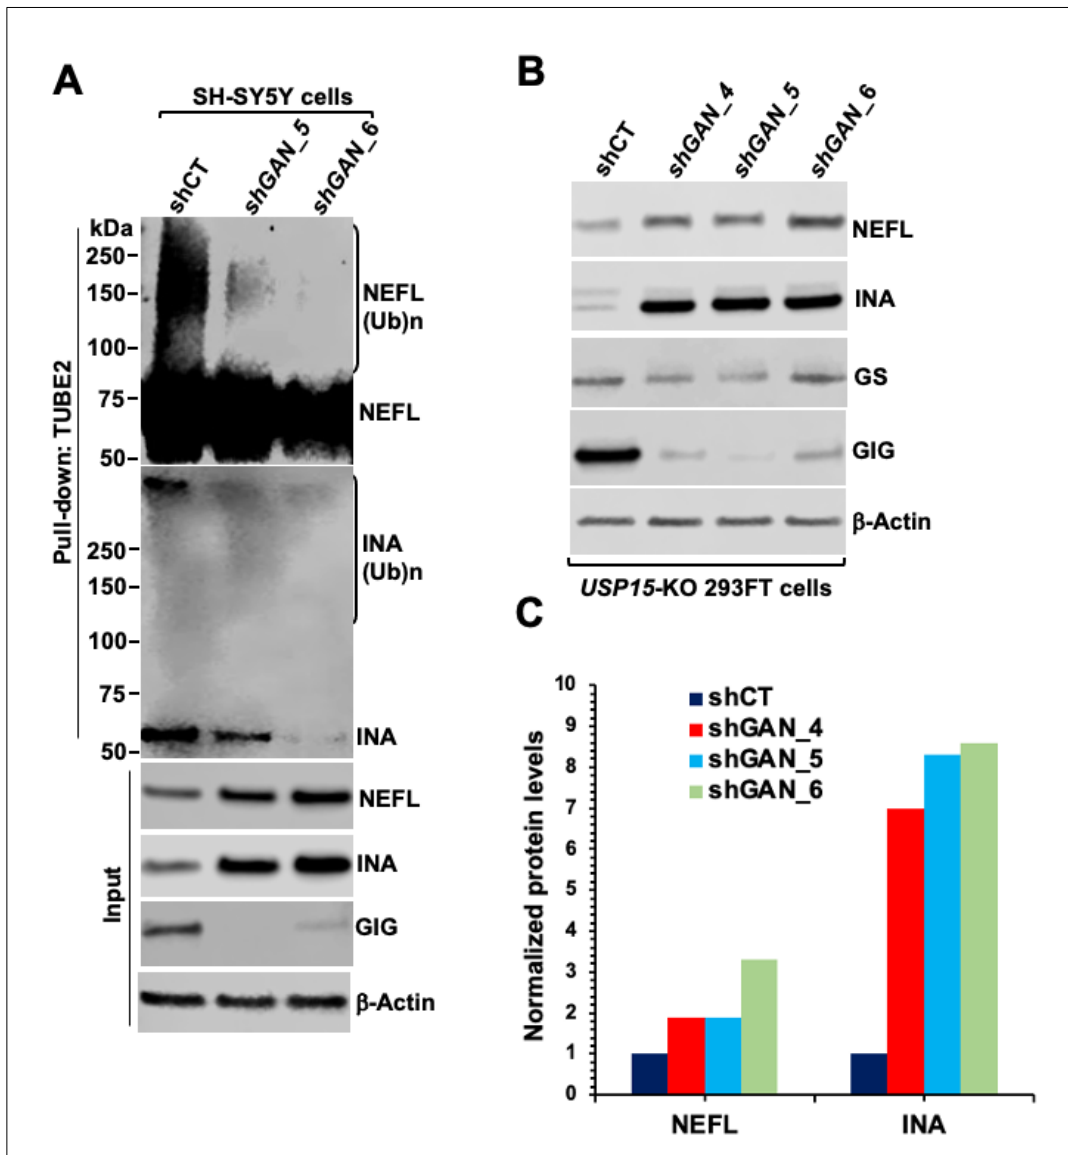 A
SH-SY5Y cells
shCT
shGAN_5
shGAN_6
kDa
250
150
100
75
50
NEFL
(Ub)n
NEFL
Pull-down: TUBE2
250
150
100
75
50
INA
(Ub)n
INA
Input
NEFL
INA
GIG
β-Actin
B
shCT
shGAN_4
shGAN_5
shGAN_6
NEFL
INA
GS
GIG
β-Actin
USP15-KO 293FT cells
C
Normalized protein levels
10
9
8
7
6
5
4
3
2
1
0
shCT
shGAN_4
shGAN_5
shGAN_6
NEFL
INA